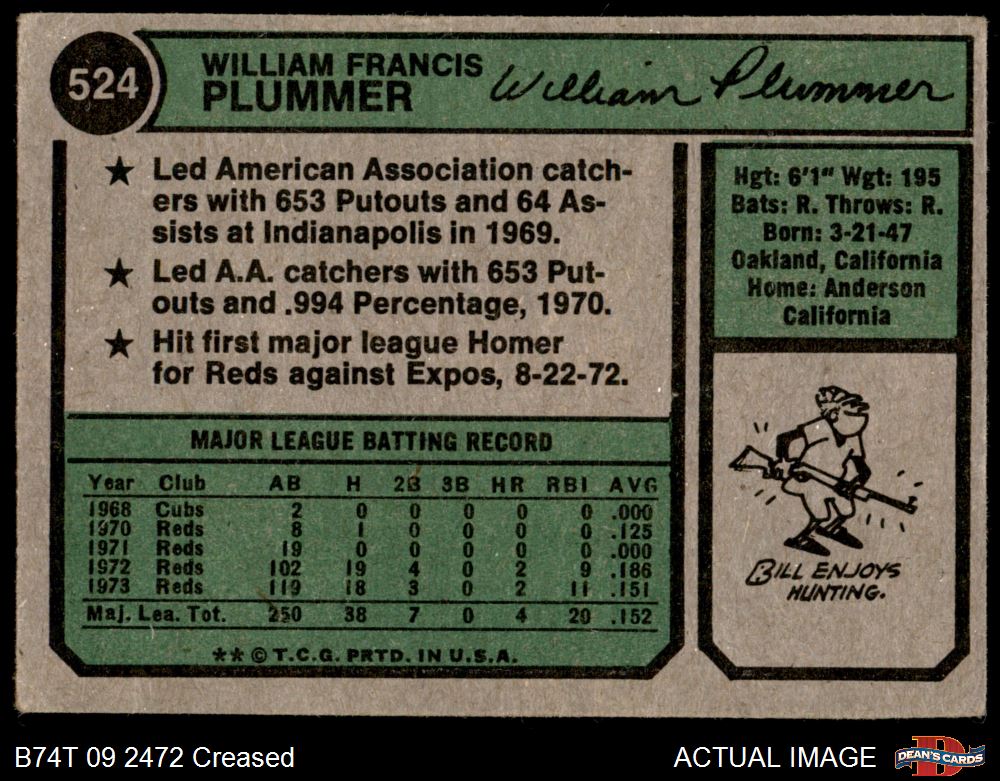 524
WILLIAM FRANCIS
PLUMMER
William Plummer
★ Led American Association catch-
ers with 653 Putouts and 64 As-
sists at Indianapolis in 1969.
★ Led A.A. catchers with 653 Put-
outs and .994 Percentage, 1970.
★ Hit first major league Homer
for Reds against Expos, 8-22-72.
Hgt: 6'1" Wgt: 195
Bats: R. Throws: R.
Born: 3-21-47
Oakland, California
Home: Anderson
California
MAJOR LEAGUE BATTING RECORD
Year Club AB H 2B 3B HR RBI AVG
1968 Cubs 2 0 0 0 0 0 .000
1970 Reds 8 1 0 0 0 0 .125
1971 Reds 19 0 0 0 0 0 .000
1972 Reds 102 19 4 0 2 9 .186
1973 Reds 119 18 3 0 2 11 .151
Maj. Lea. Tot. 250 38 7 0 4 20 .152
**©T.C.G. PRTD. IN U.S.A.
BILL ENJOYS
HUNTING.
B74T 09 2472 Creased
ACTUAL IMAGE
D
DEAN'S CARDS